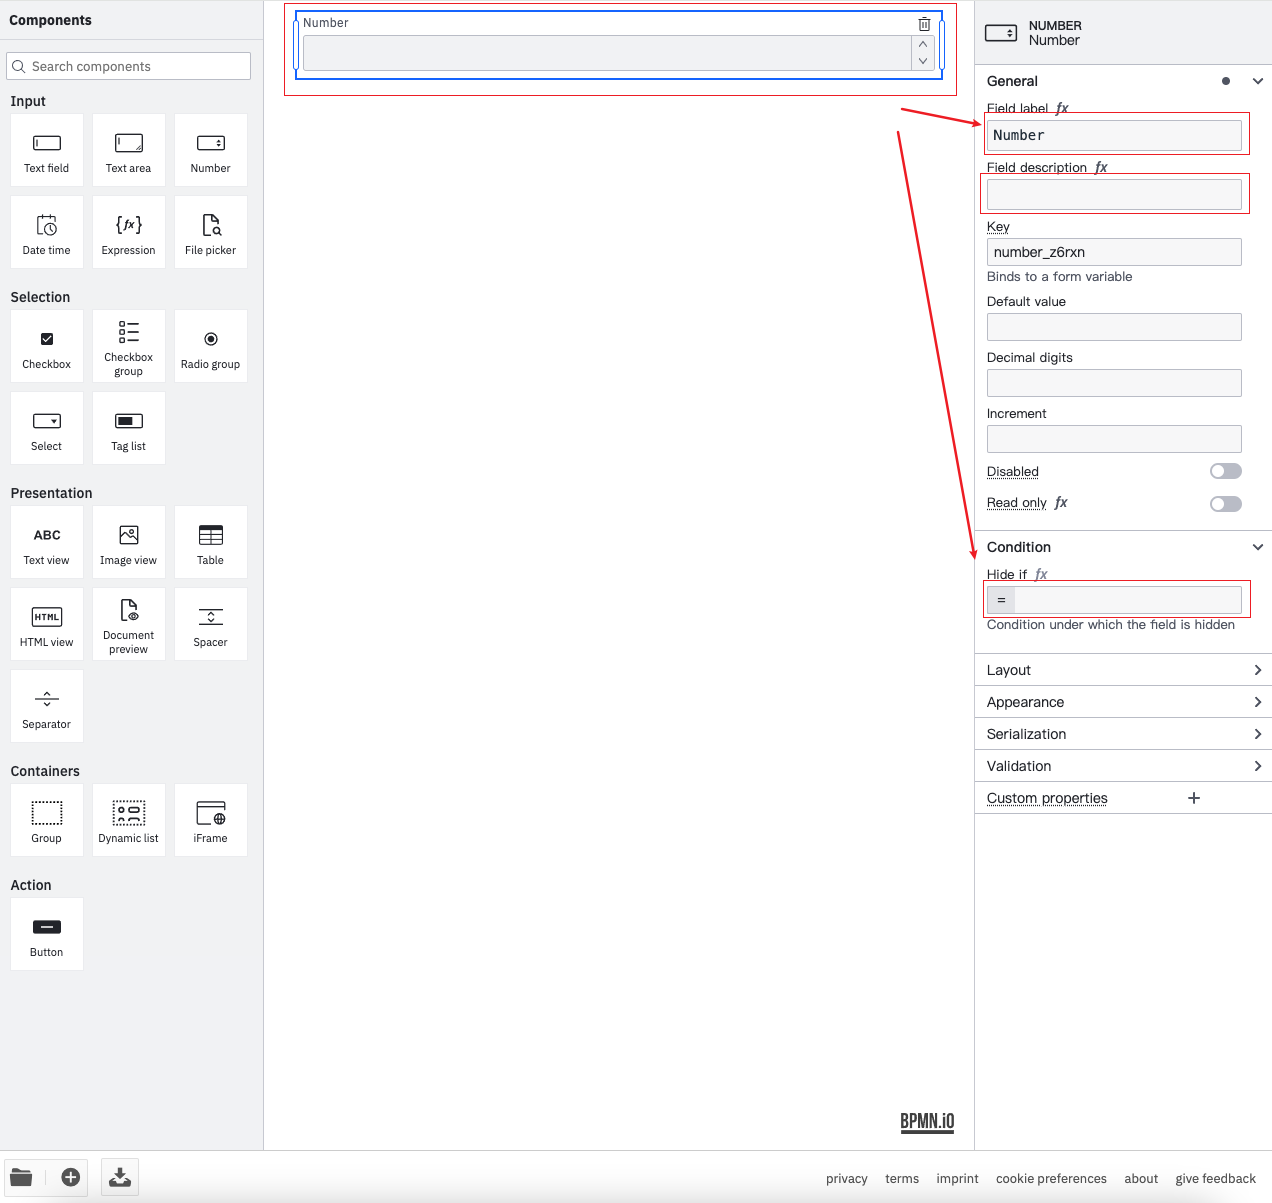 Components
Search components
Input
Text field
Text area
Number
Date time
{fx}
Expression
File picker
Selection
Checkbox
Checkbox
group
Radio group
Select
Tag list
Presentation
ABC
Text view
Image view
Table
HTML
HTML view
Document
preview
Spacer
Separator
Containers
Group
Dynamic list
iFrame
Action
Button
Number
BPMN.iO
NUMBER
Number
General
Field label fx
Number
Field description fx
Key
number_z6rxn
Binds to a form variable
Default value
Decimal digits
Increment
Disabled
Read only fx
Condition
Hide if fx
=
Condition under which the field is hidden
Layout
Appearance
Serialization
Validation
Custom properties
privacy terms imprint cookie preferences about give feedback